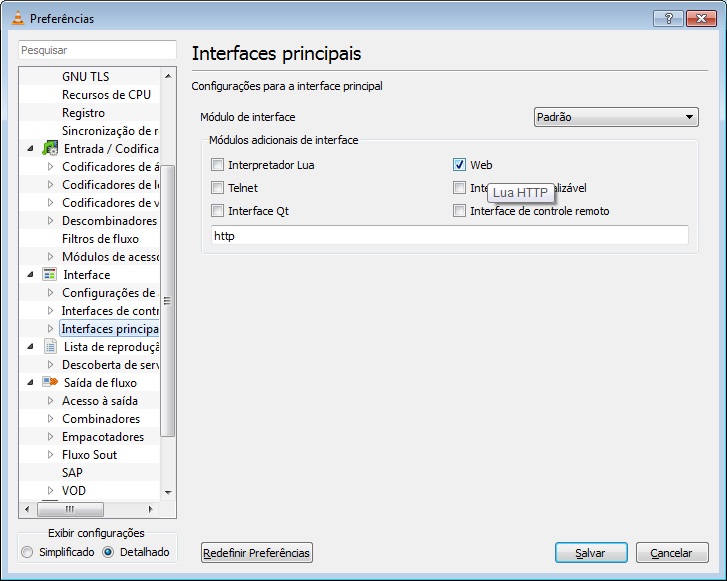 Preferências
Pesquisar
GNU TLS
Recursos de CPU
Registro
Sincronização de r
Entrada / Codifica
Codificadores de á
Codificadores de le
Codificadores de v
Descombinadores
Filtros de fluxo
Módulos de acesso
Interface
Configurações de
Interfaces de contr
Interfaces principa
Lista de reproduçã
Descoberta de serv
Saída de fluxo
Acesso à saída
Combinadores
Empacotadores
Fluxo Sout
SAP
VOD
Exibir configurações
Simplificado Detalhado
Interfaces principais
Configurações para a interface principal
Módulo de interface Padrão
Módulos adicionais de interface
Interpretador Lua Web
Telnet Inte alizável
Lua HTTP
Interface Qt Interface de controle remoto
http
Redefinir Preferências Salvar Cancelar